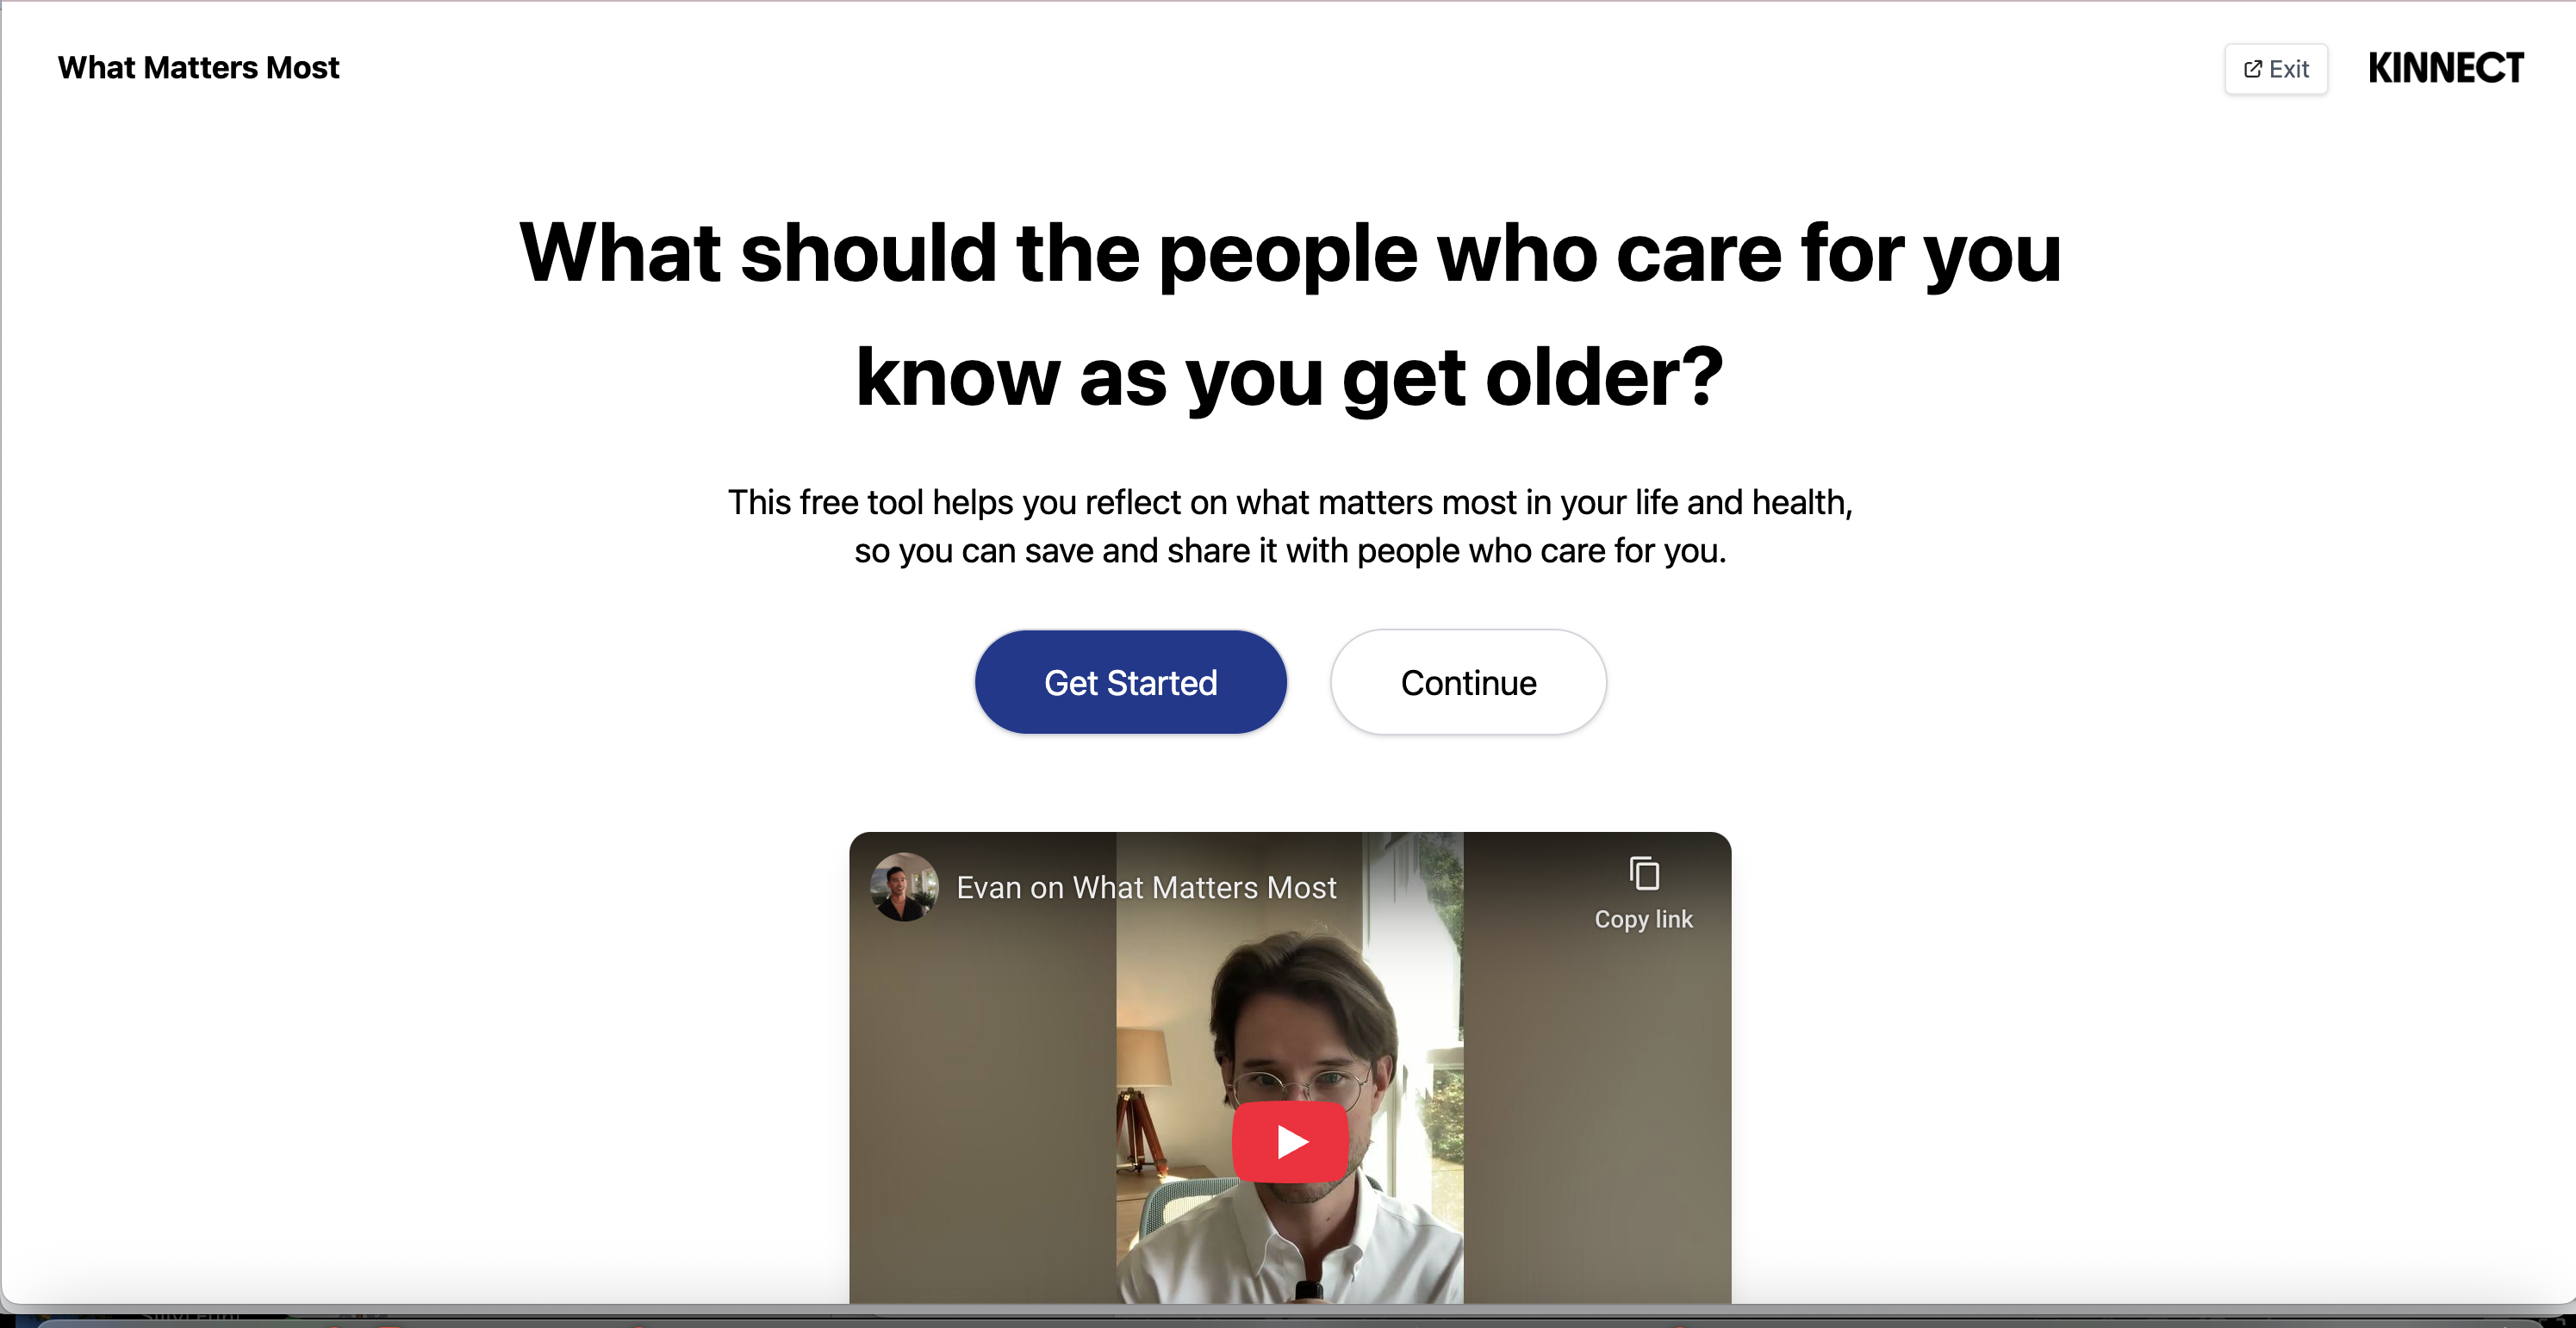 What Matters Most
Exit
KINNECT
What should the people who care for you
know as you get older?
This free tool helps you reflect on what matters most in your life and health,
so you can save and share it with people who care for you.
Get Started
Continue
Evan on What Matters Most
Copy link